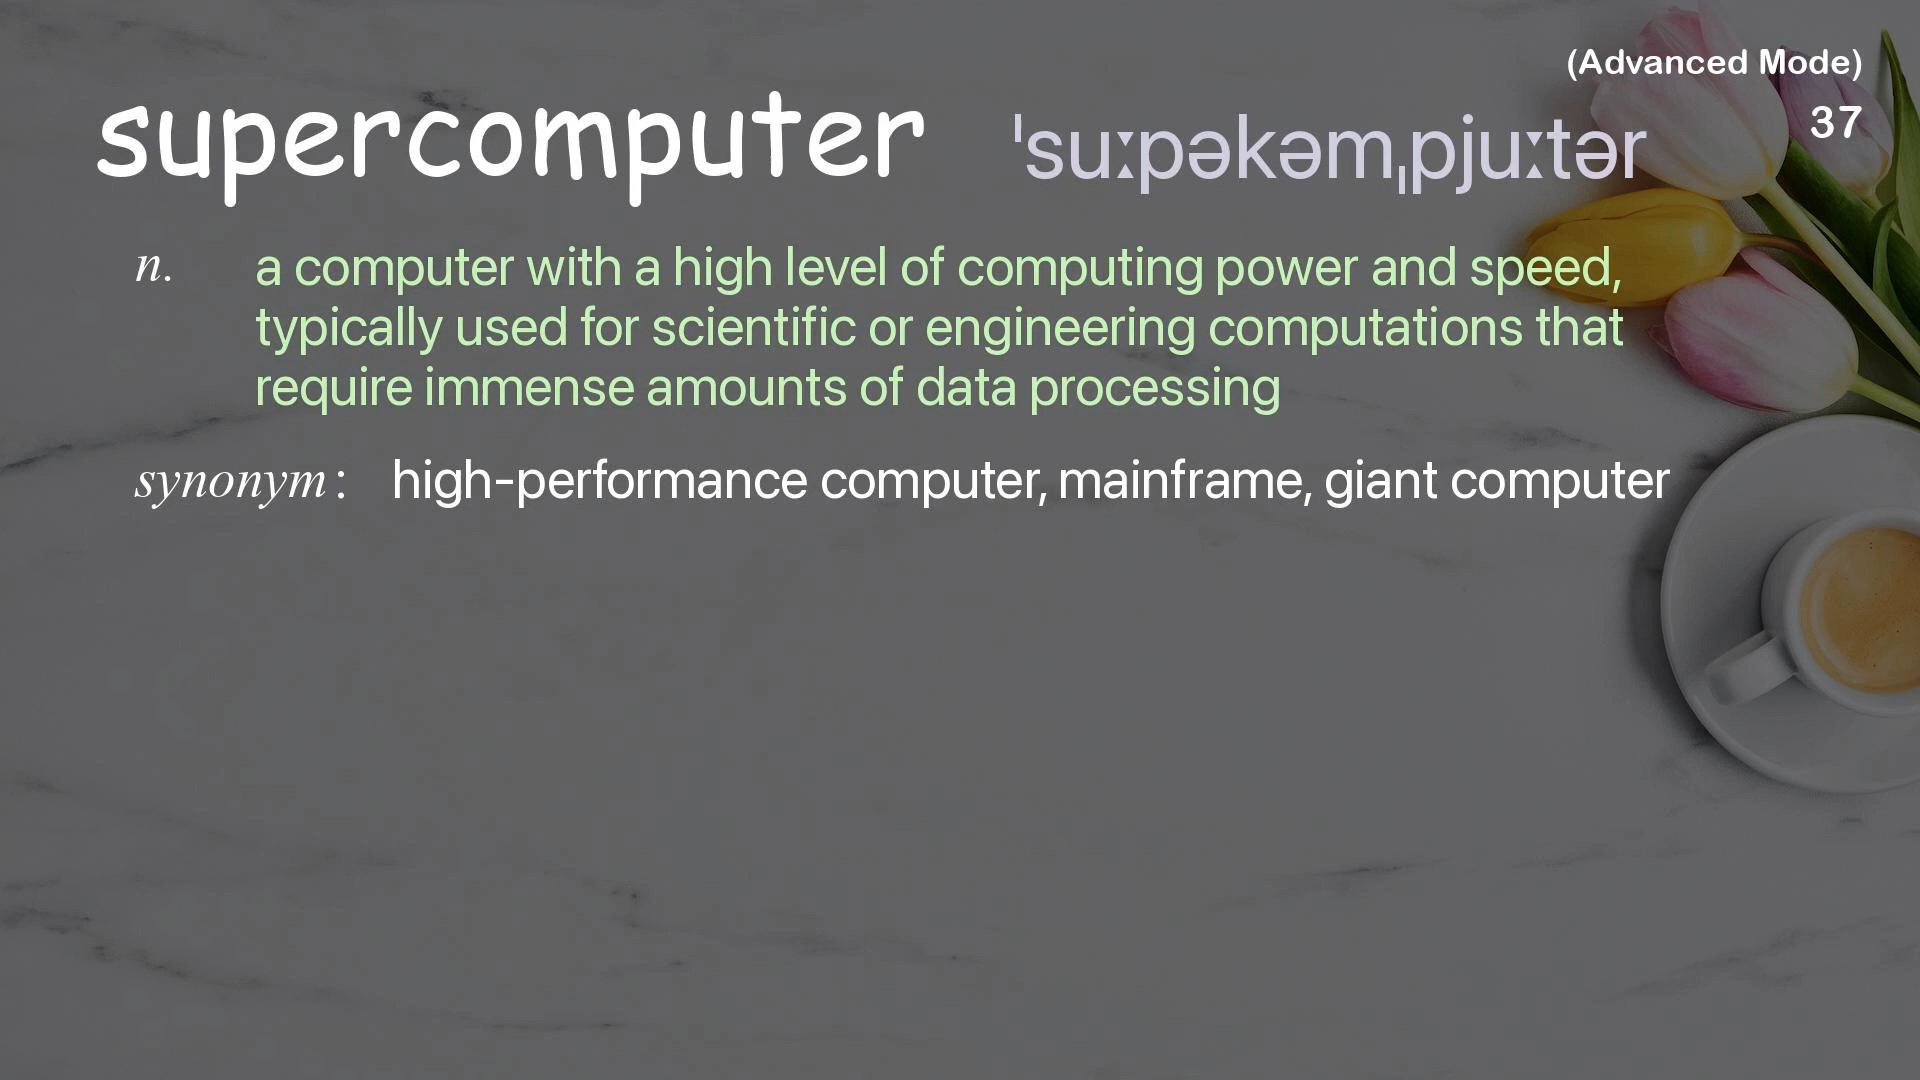 (Advanced Mode)
supercomputer ˈsuːpəkəmˌpjuːtər
37
n. a computer with a high level of computing power and speed,
typically used for scientific or engineering computations that
require immense amounts of data processing
synonym : high-performance computer, mainframe, giant computer